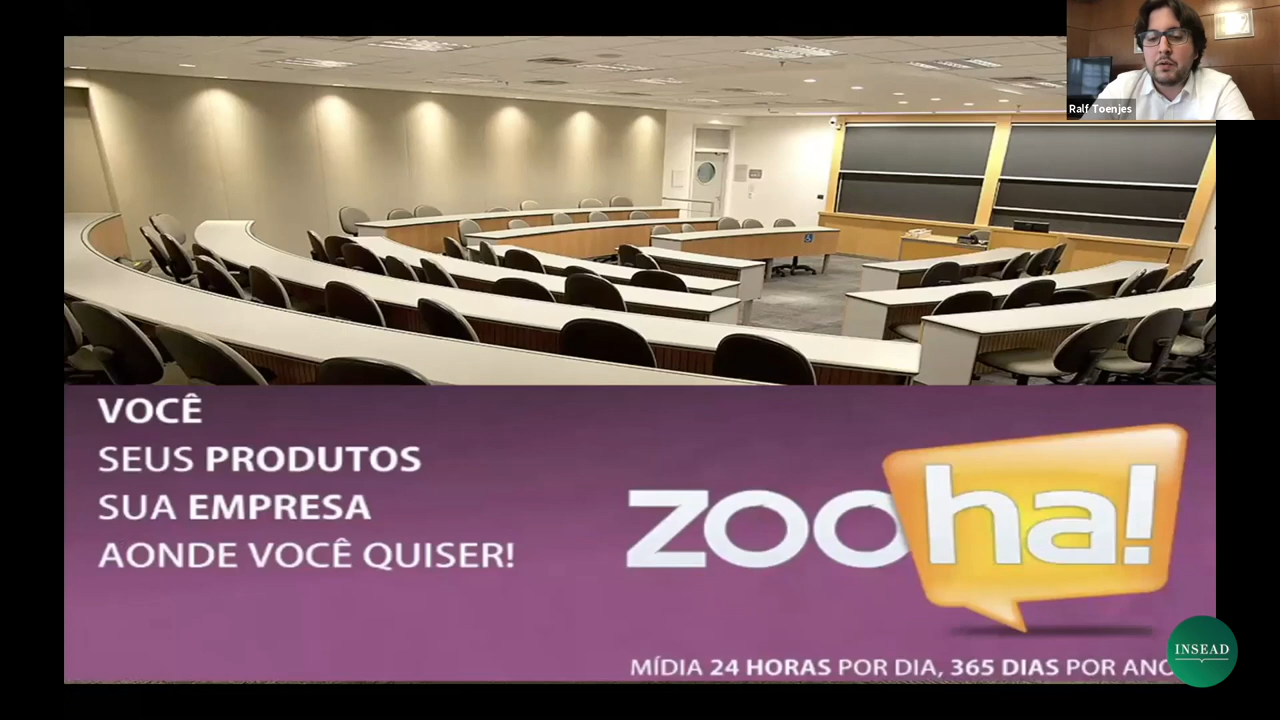 Ralf Toenjes
VOCÊ
SEUS PRODUTOS
SUA EMPRESA
AONDE VOCÊ QUISER!
zooha!
MÍDIA 24 HORAS POR DIA, 365 DIAS POR ANO
INSEAD